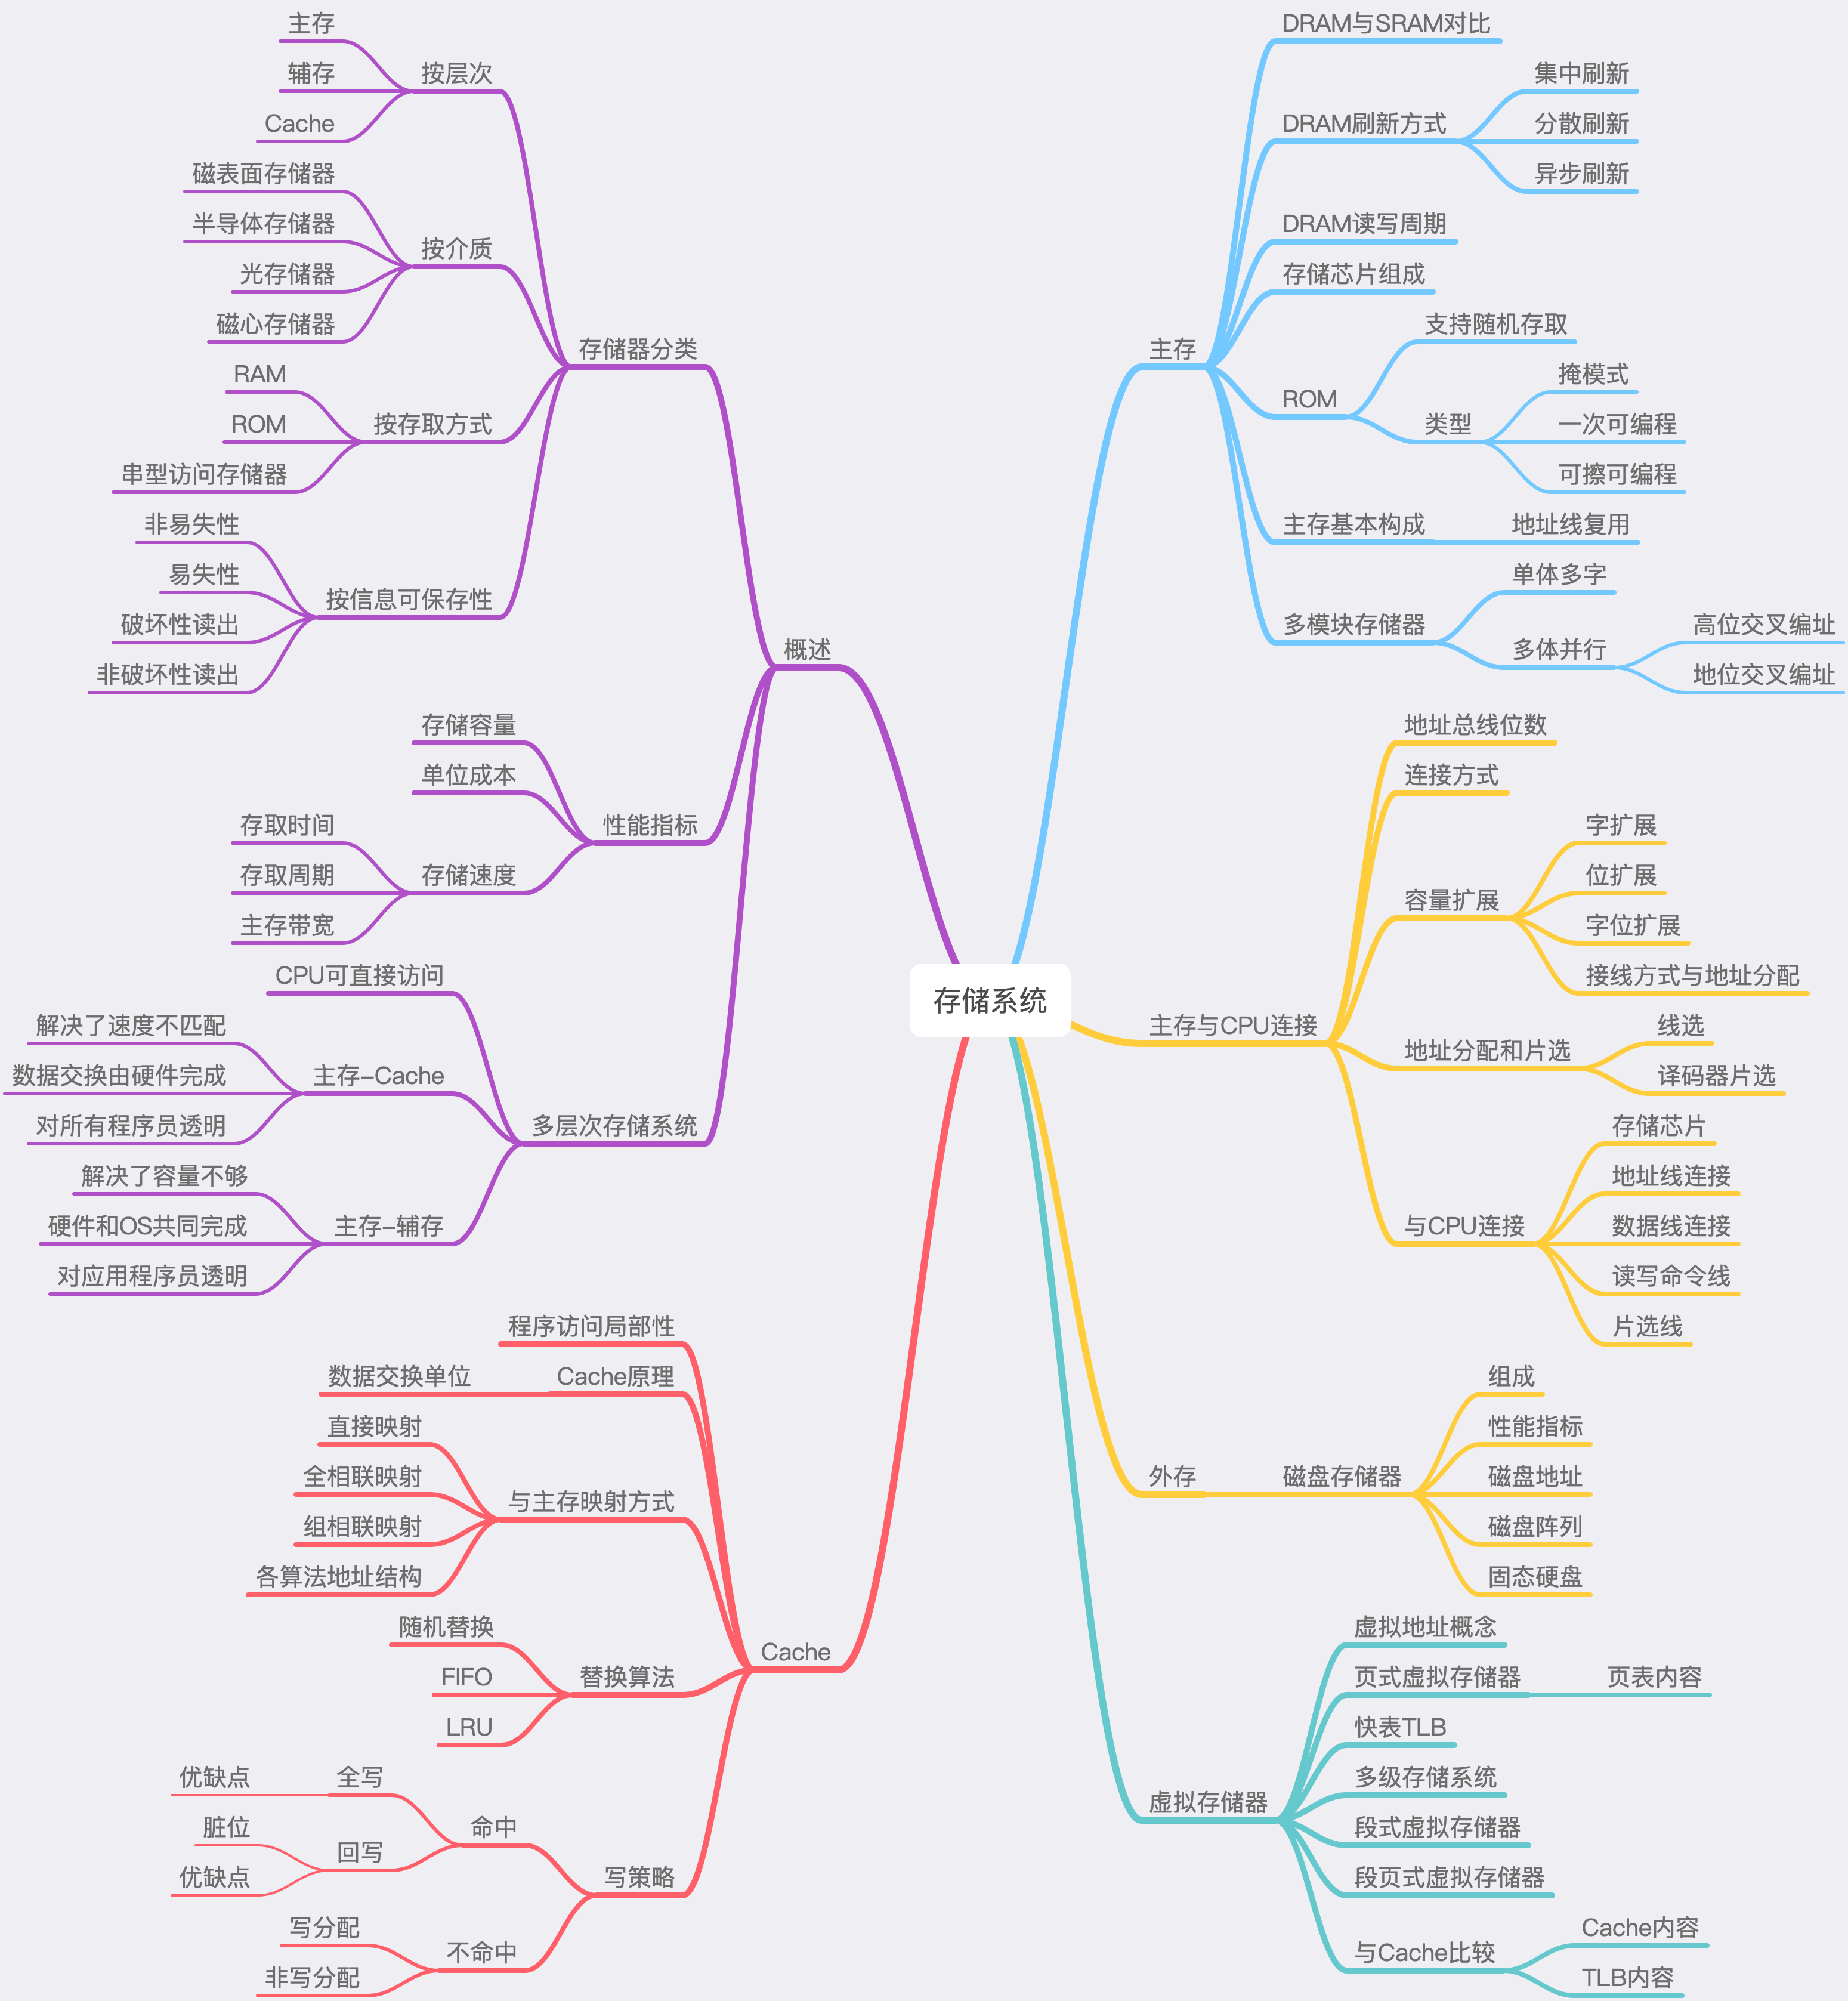 存储系统
概述
存储器分类
按层次
主存
辅存
Cache
按介质
磁表面存储器
半导体存储器
光存储器
磁心存储器
按存取方式
RAM
ROM
串型访问存储器
按信息可保存性
非易失性
易失性
破坏性读出
非破坏性读出
性能指标
存储容量
单位成本
存储速度
存取时间
存取周期
主存带宽
多层次存储系统
CPU可直接访问
主存–Cache
解决了速度不匹配
数据交换由硬件完成
对所有程序员透明
主存–辅存
解决了容量不够
硬件和OS共同完成
对应用程序员透明
Cache
程序访问局部性
Cache原理
数据交换单位
与主存映射方式
直接映射
全相联映射
组相联映射
各算法地址结构
替换算法
随机替换
FIFO
LRU
写策略
命中
全写
优缺点
回写
脏位
优缺点
不命中
写分配
非写分配
主存
DRAM与SRAM对比
DRAM刷新方式
集中刷新
分散刷新
异步刷新
DRAM读写周期
存储芯片组成
ROM
支持随机存取
类型
掩模式
一次可编程
可擦可编程
主存基本构成
地址线复用
多模块存储器
单体多字
多体并行
高位交叉编址
地位交叉编址
主存与CPU连接
地址总线位数
连接方式
容量扩展
字扩展
位扩展
字位扩展
接线方式与地址分配
地址分配和片选
线选
译码器片选
与CPU连接
存储芯片
地址线连接
数据线连接
读写命令线
片选线
外存
磁盘存储器
组成
性能指标
磁盘地址
磁盘阵列
固态硬盘
虚拟存储器
虚拟地址概念
页式虚拟存储器
页表内容
快表TLB
多级存储系统
段式虚拟存储器
段页式虚拟存储器
与Cache比较
Cache内容
TLB内容